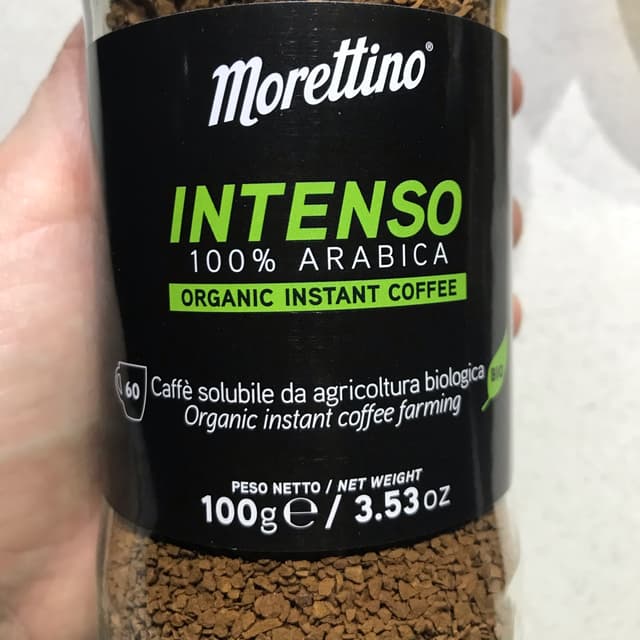 Morettino®
INTENSO
100% ARABICA
ORGANIC INSTANT COFFEE
60
Caffè solubile da agricoltura biologica
BIO
Organic instant coffee farming
PESO NETTO / NET WEIGHT
100g ℮ / 3.53 oz